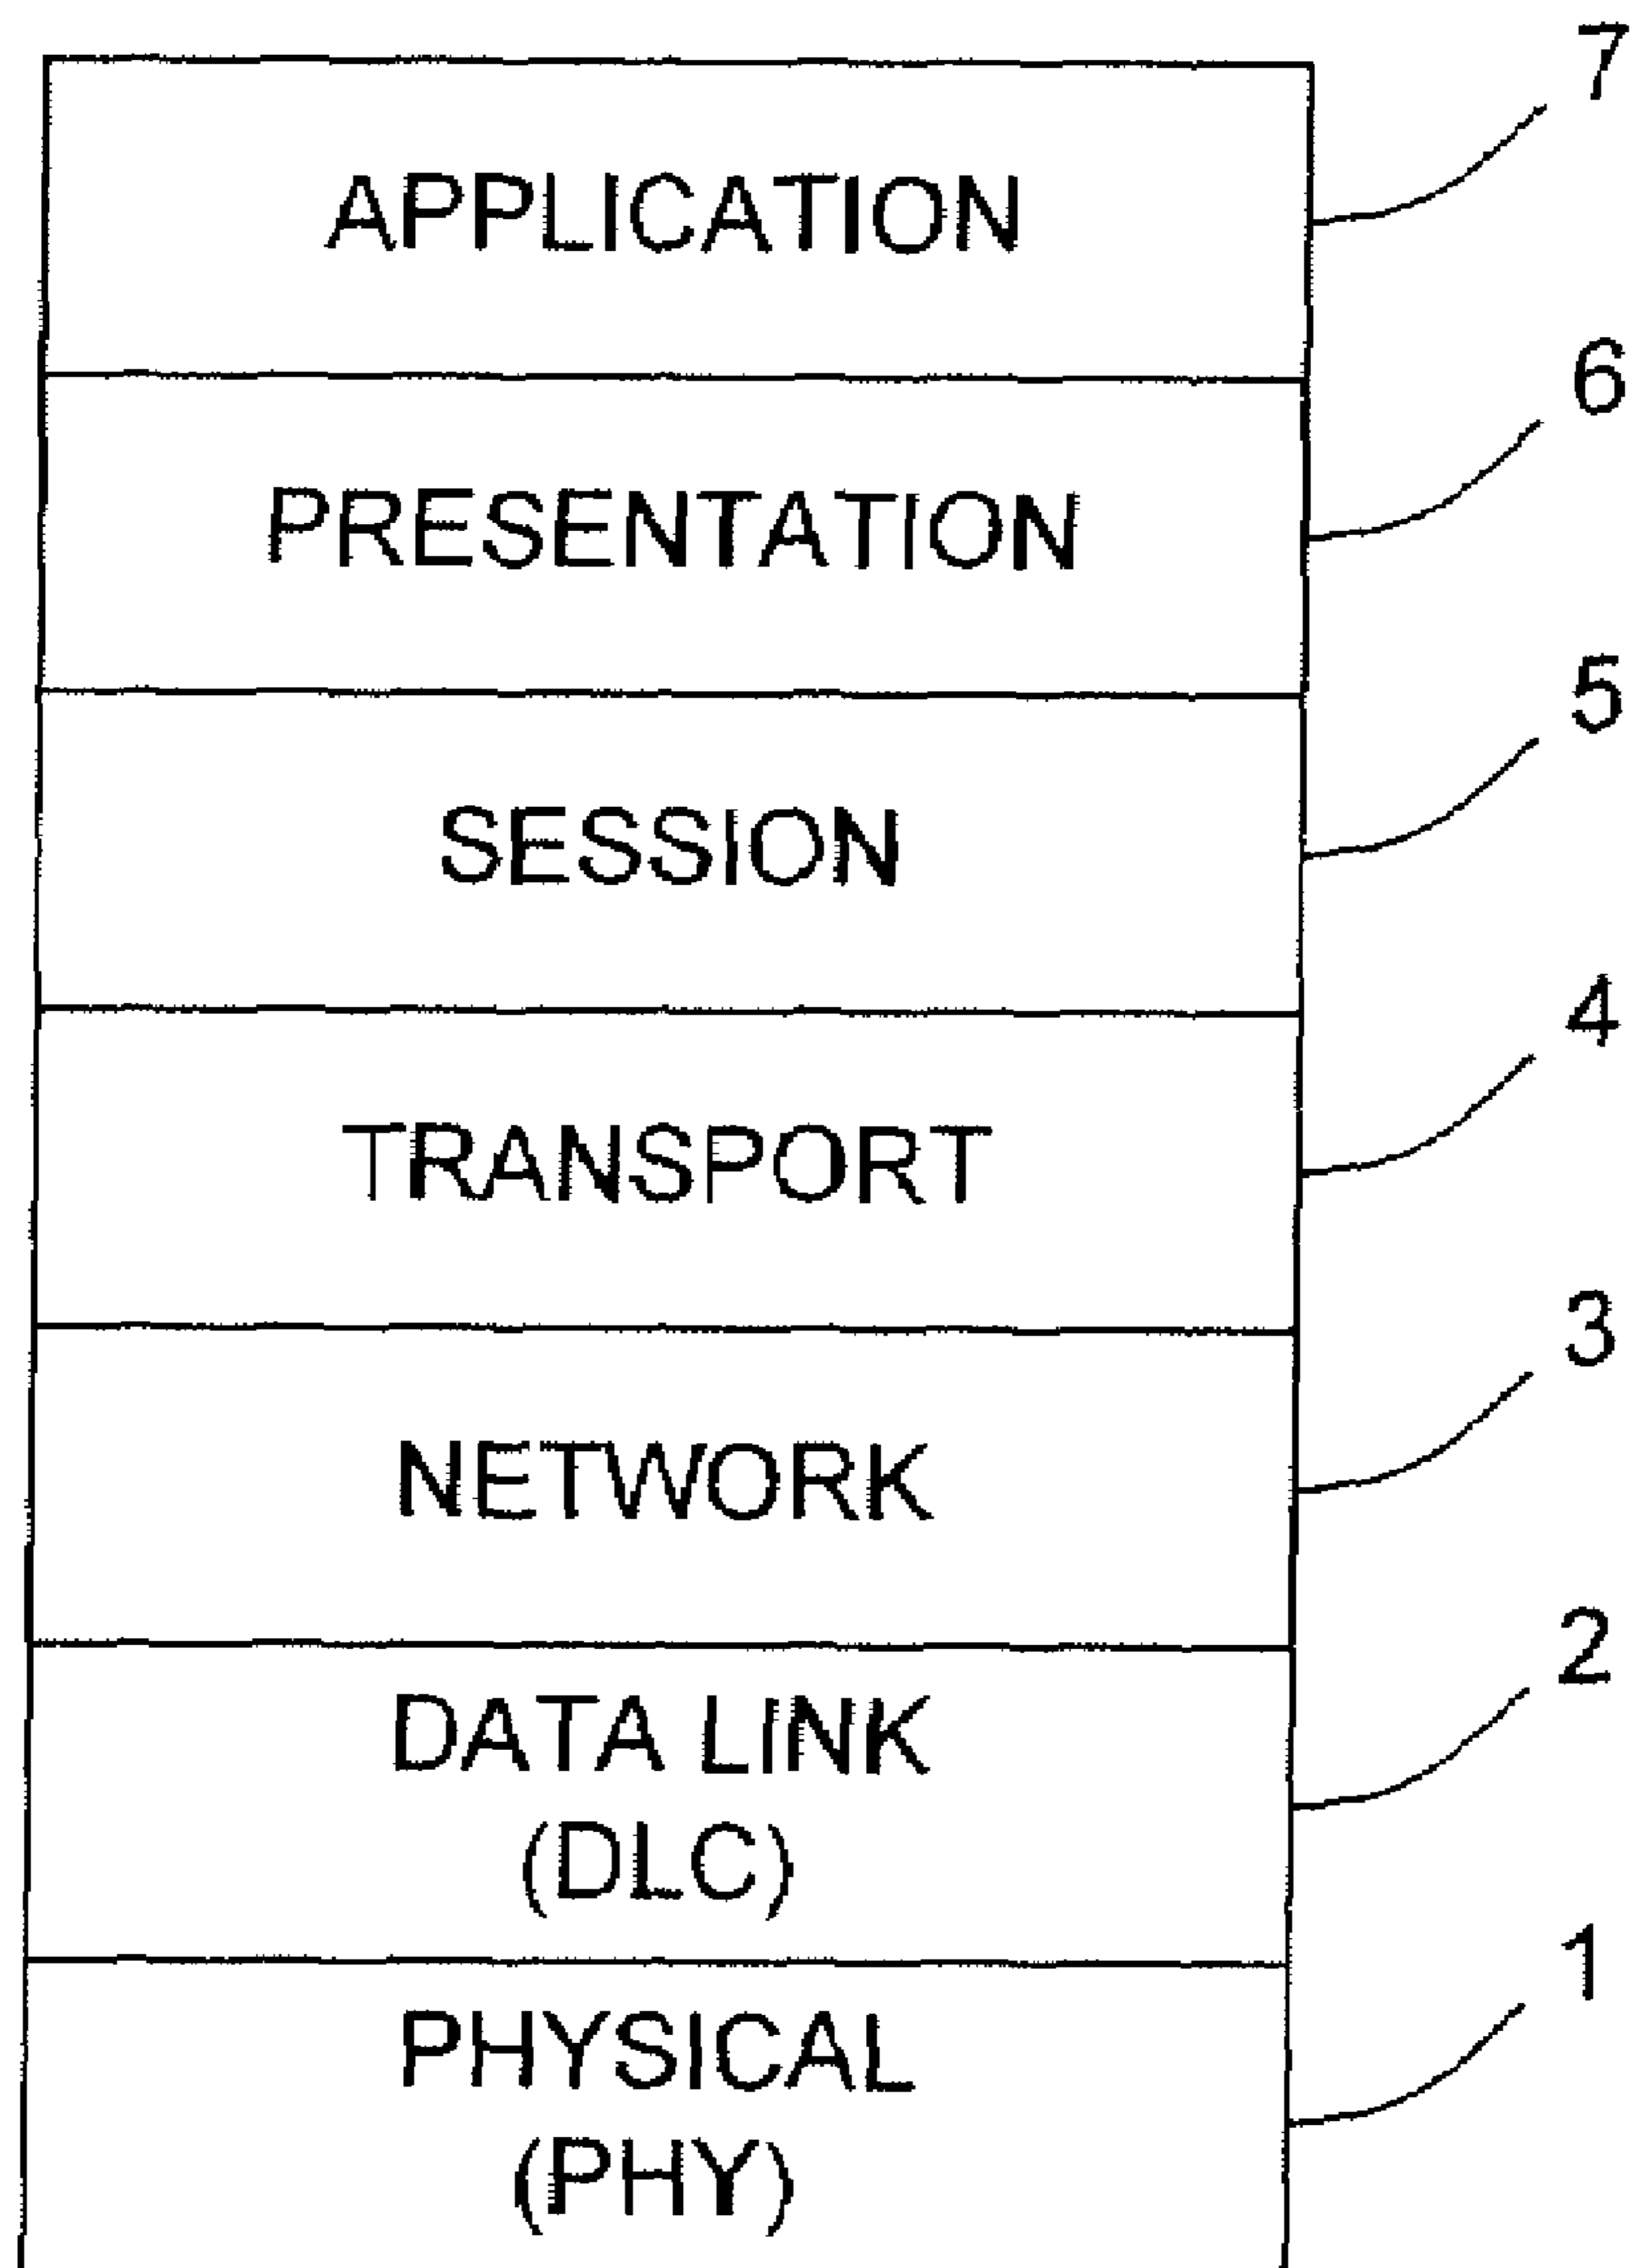 7
APPLICATION
6
PRESENTATION
5
SESSION
4
TRANSPORT
3
NETWORK
2
DATA LINK
(DLC)
1
PHYSICAL
(PHY)